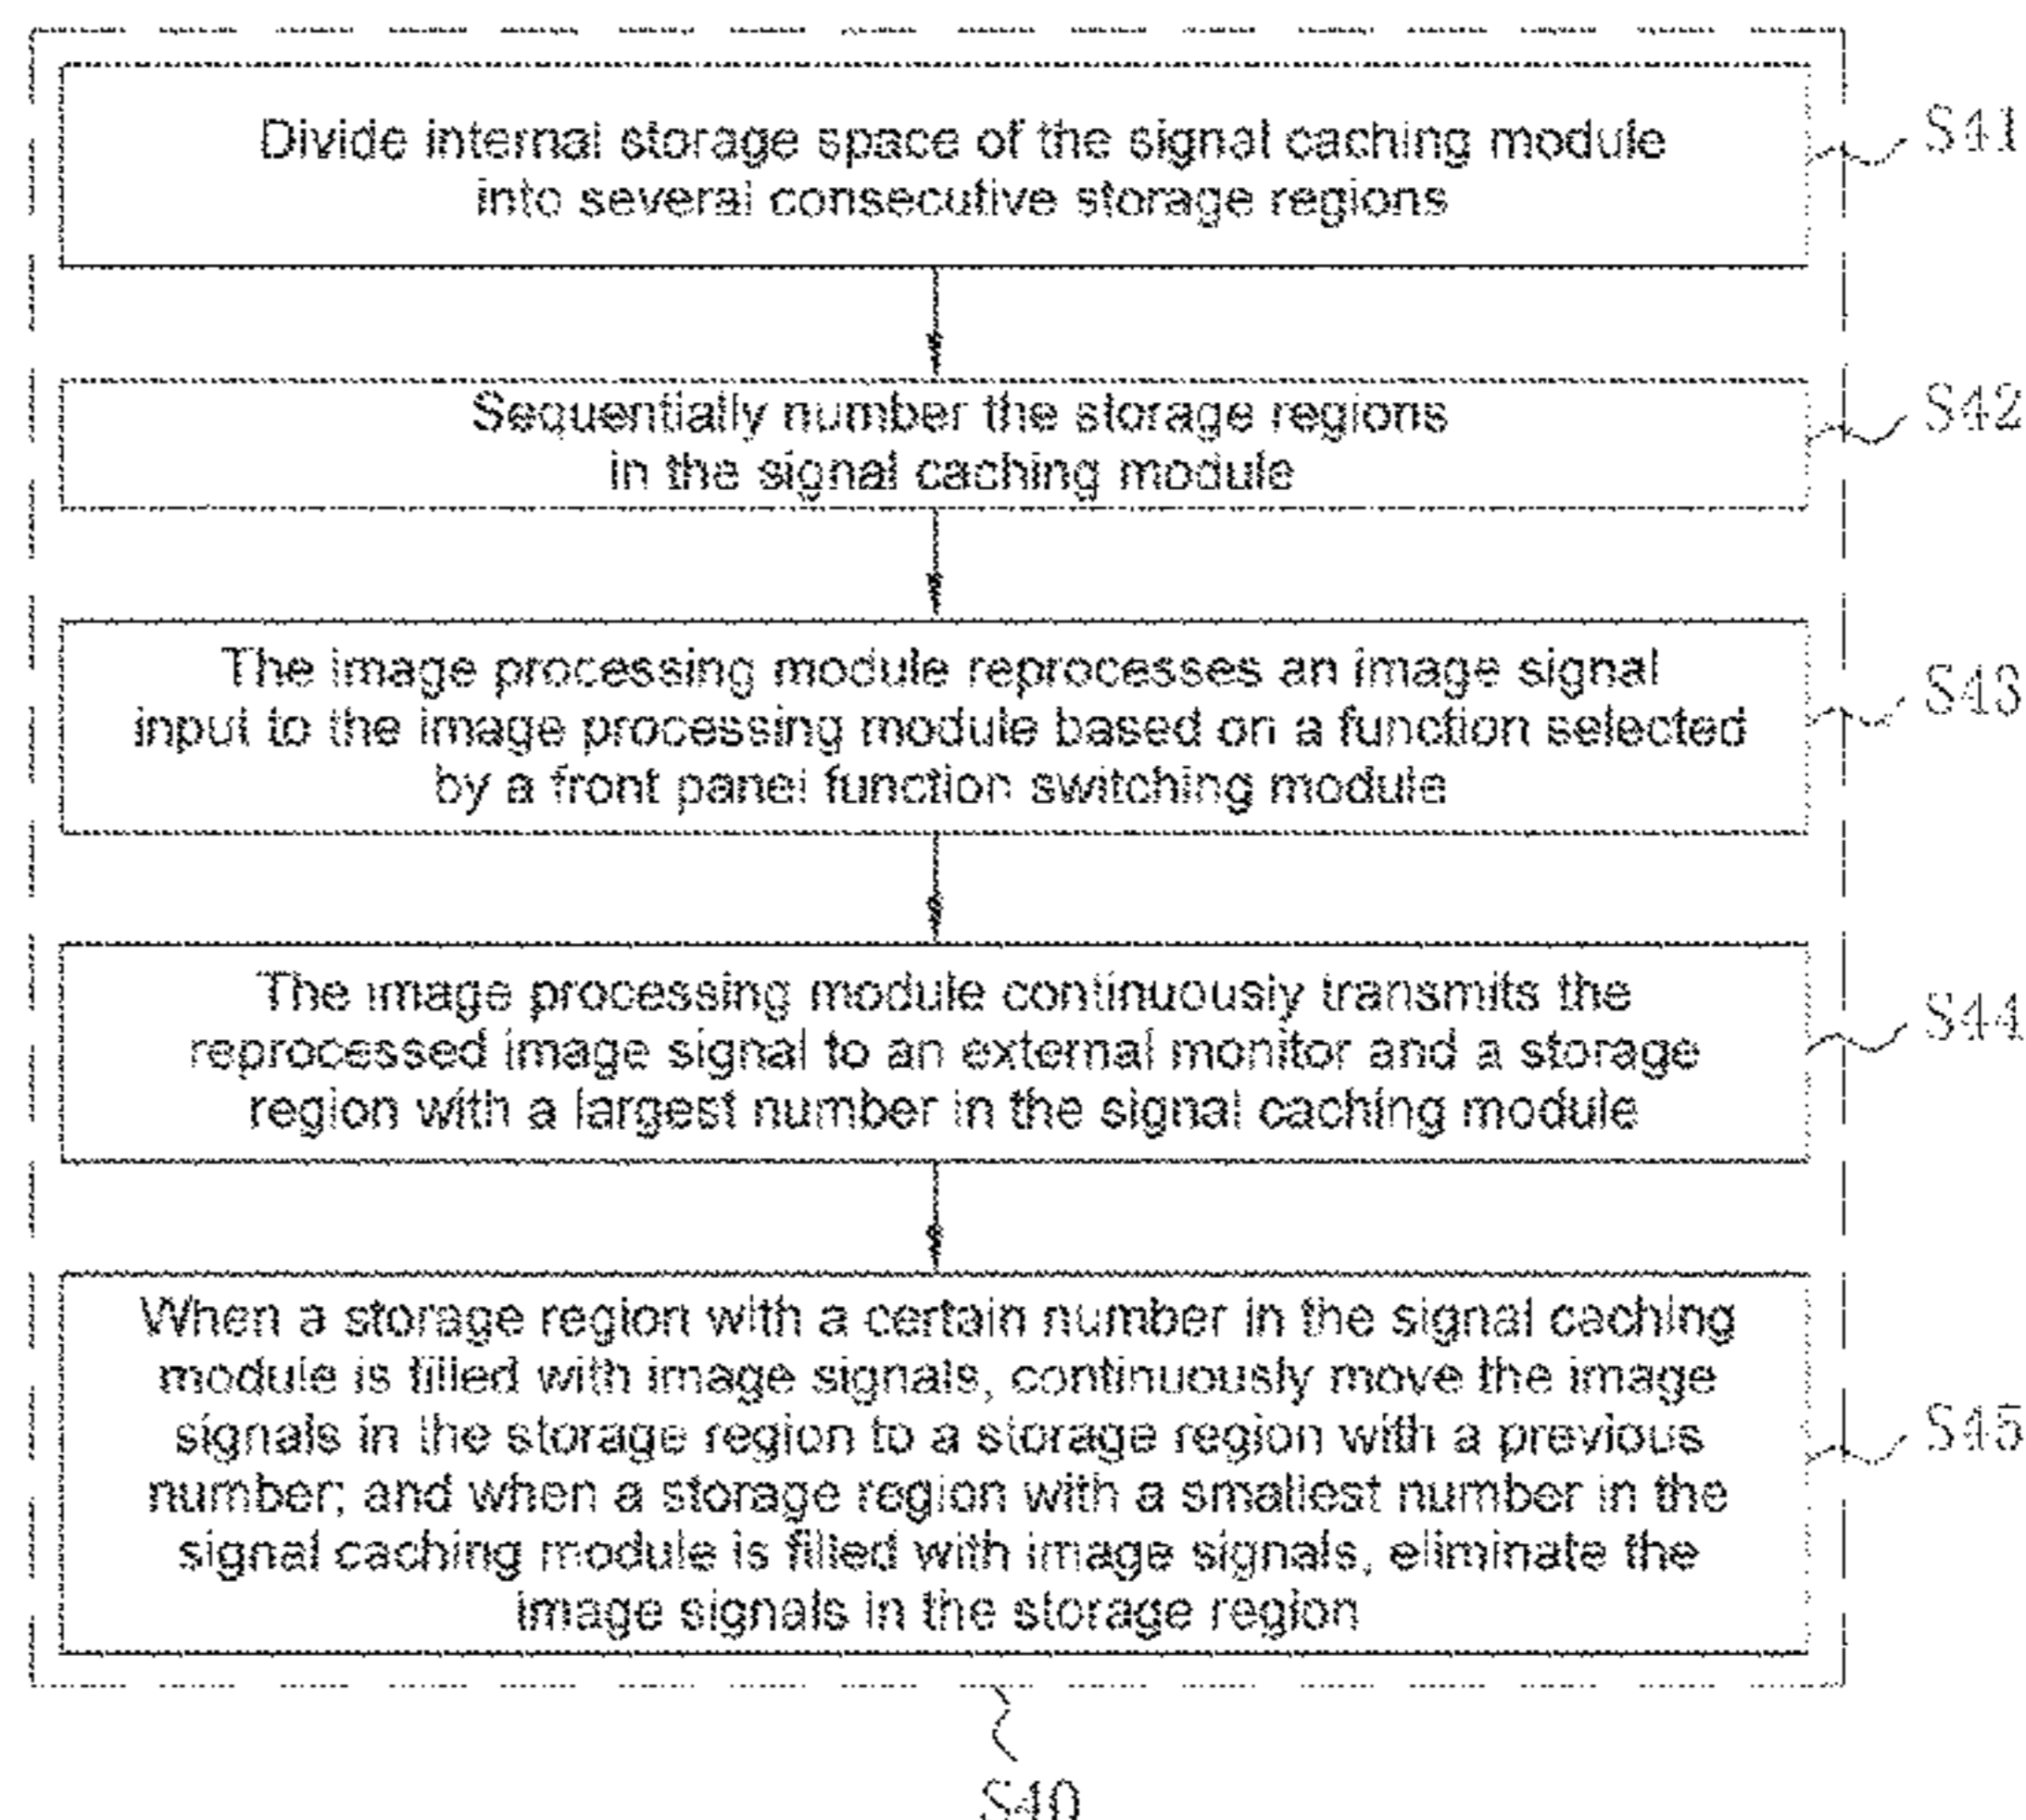 Divide internal storage space of the signal caching module
into several consecutive storage regions
S41
Sequentially number the storage regions
in the signal caching module
S42
The image processing module reprocesses an image signal
input to the image processing module based on a function selected
by a front panel function switching module
S43
The image processing module continuously transmits the
reprocessed image signal to an external monitor and a storage
region with a largest number in the signal caching module
S44
When a storage region with a certain number in the signal caching
module is filled with image signals, continuously move the image
signals in the storage region to a storage region with a previous
number; and when a storage region with a smallest number in the
signal caching module is filled with image signals, eliminate the
image signals in the storage region
S45
S40